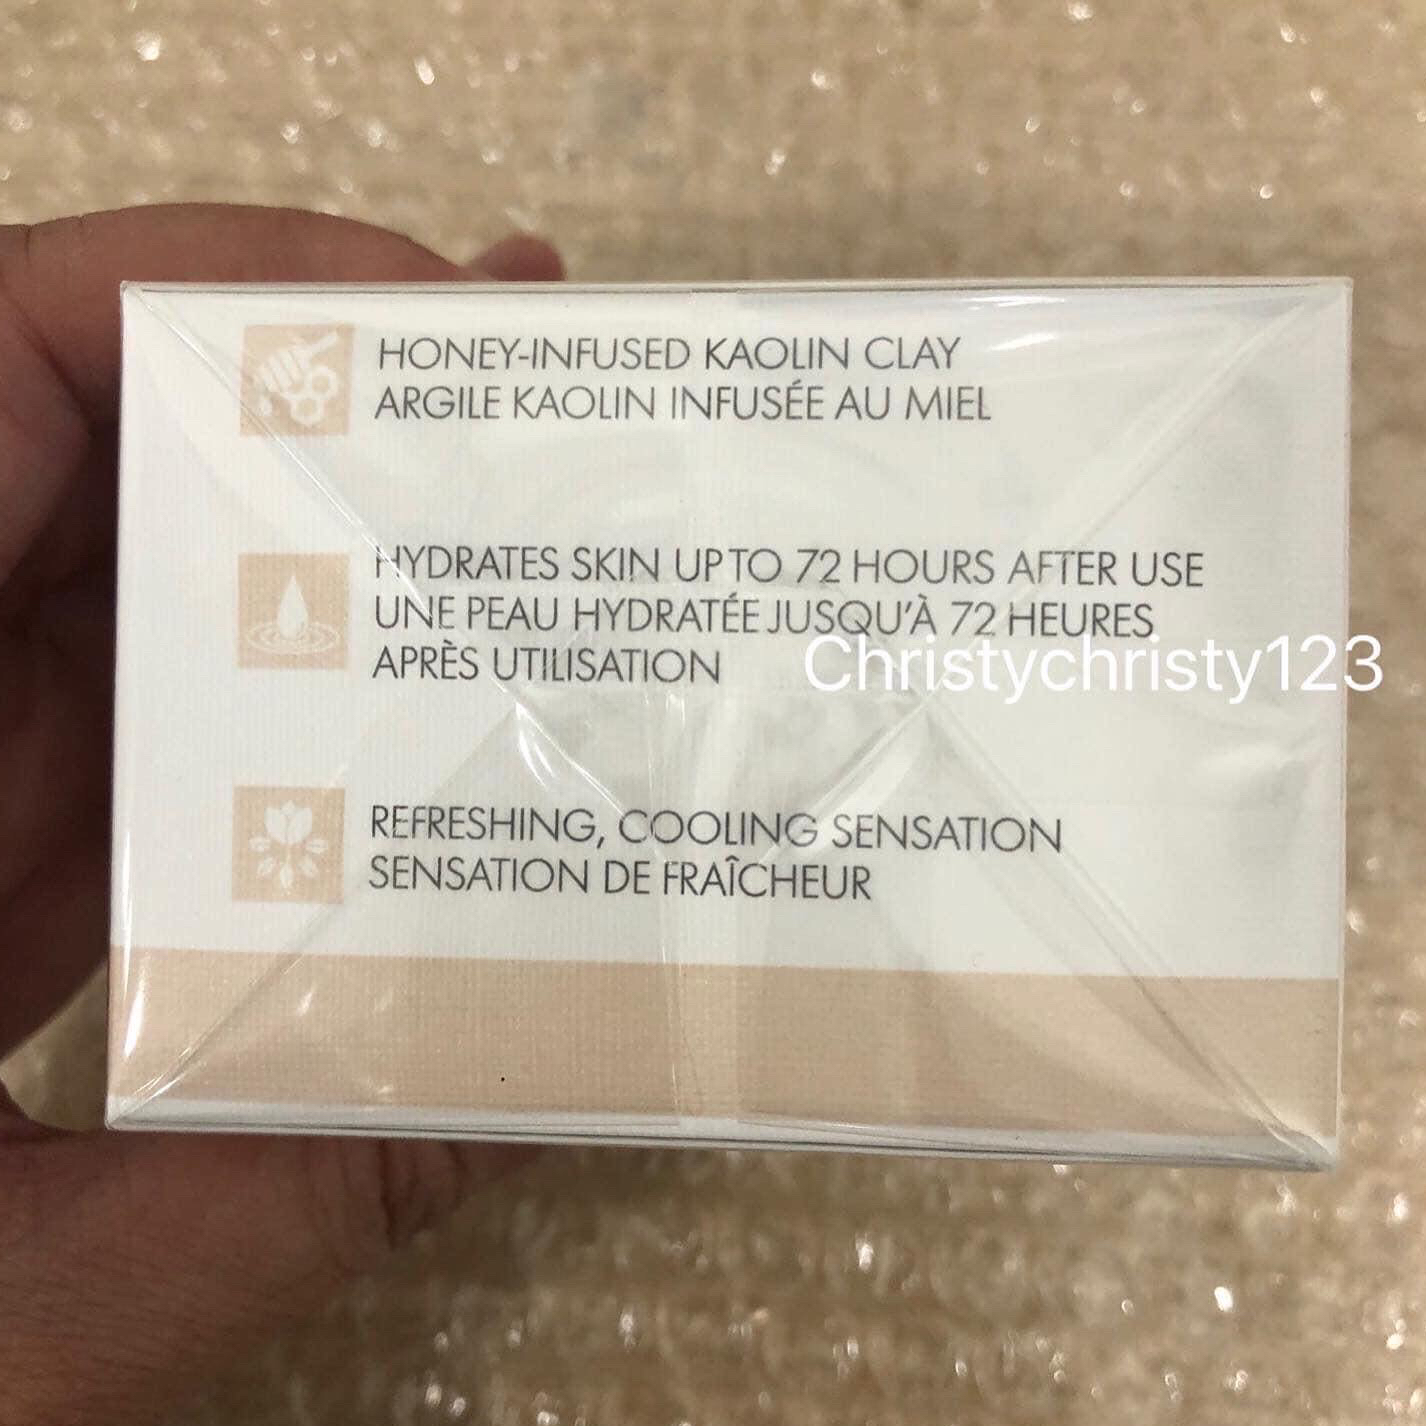 HONEY-INFUSED KAOLIN CLAY
ARGILE KAOLIN INFUSÉE AU MIEL
HYDRATES SKIN UP TO 72 HOURS AFTER USE
UNE PEAU HYDRATÉE JUSQU'À 72 HEURES
APRÈS UTILISATION
Christychristy123
REFRESHING, COOLING SENSATION
SENSATION DE FRAÎCHEUR